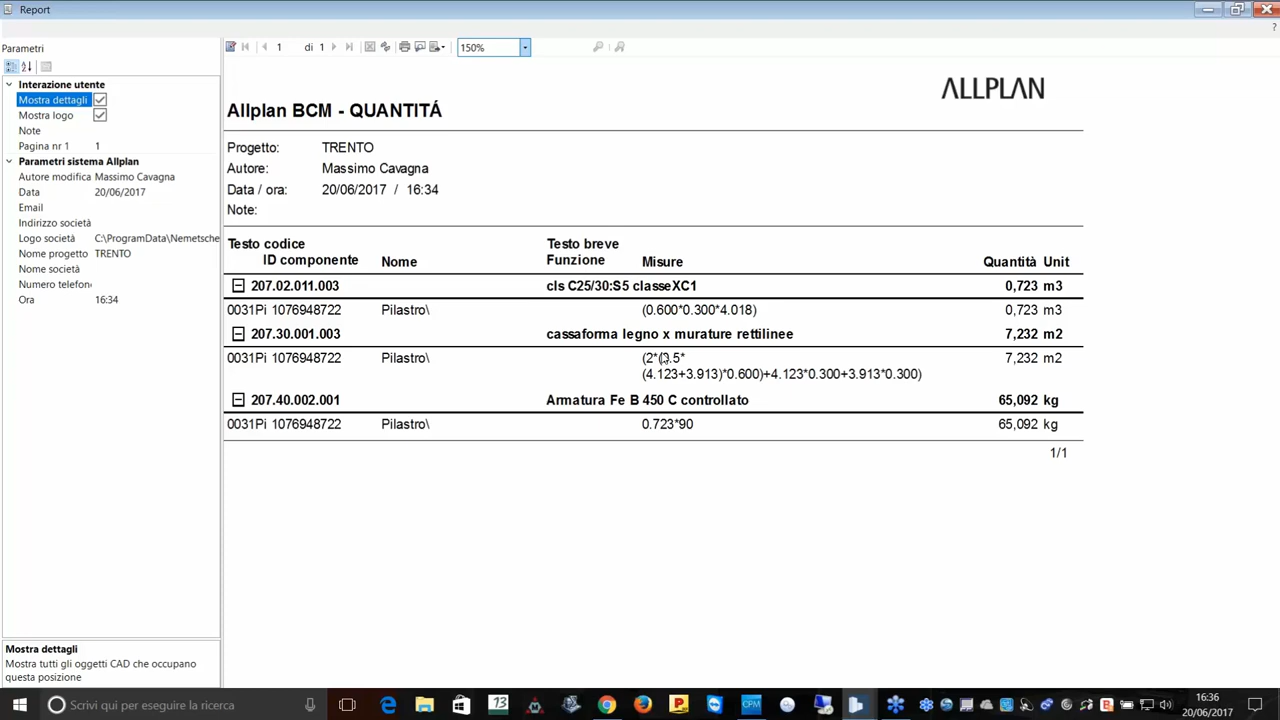 Report
?
Parametri
Interazione utente
Mostra dettagli
Mostra logo
Note
Pagina nr 1 1
Parametri sistema Allplan
Autore modifica Massimo Cavagna
Data 20/06/2017
Email
Indirizzo società
Logo società C:\ProgramData\Nemetsche
Nome progetto TRENTO
Nome società
Numero telefon
Ora 16:34
Mostra dettagli
Mostra tutti gli oggetti CAD che occupano
questa posizione
1 di 1 150%
ALLPLAN
Allplan BCM - QUANTITÁ
Progetto: TRENTO
Autore: Massimo Cavagna
Data / ora: 20/06/2017 / 16:34
Note:
Testo codice Testo breve
ID componente Nome Funzione Misure Quantità Unit
207.02.011.003 cls C25/30:S5 classeXC1 0,723 m3
0031Pi 1076948722 Pilastro\ (0.600*0.300*4.018) 0,723 m3
207.30.001.003 cassaforma legno x murature rettilinee 7,232 m2
0031Pi 1076948722 Pilastro\ (2*(0.5* 7,232 m2
(4.123+3.913)*0.600)+4.123*0.300+3.913*0.300)
207.40.002.001 Armatura Fe B 450 C controllato 65,092 kg
0031Pi 1076948722 Pilastro\ 0.723*90 65,092 kg
1/1
Scrivi qui per eseguire la ricerca
13
CPM
16:36
20/06/2017